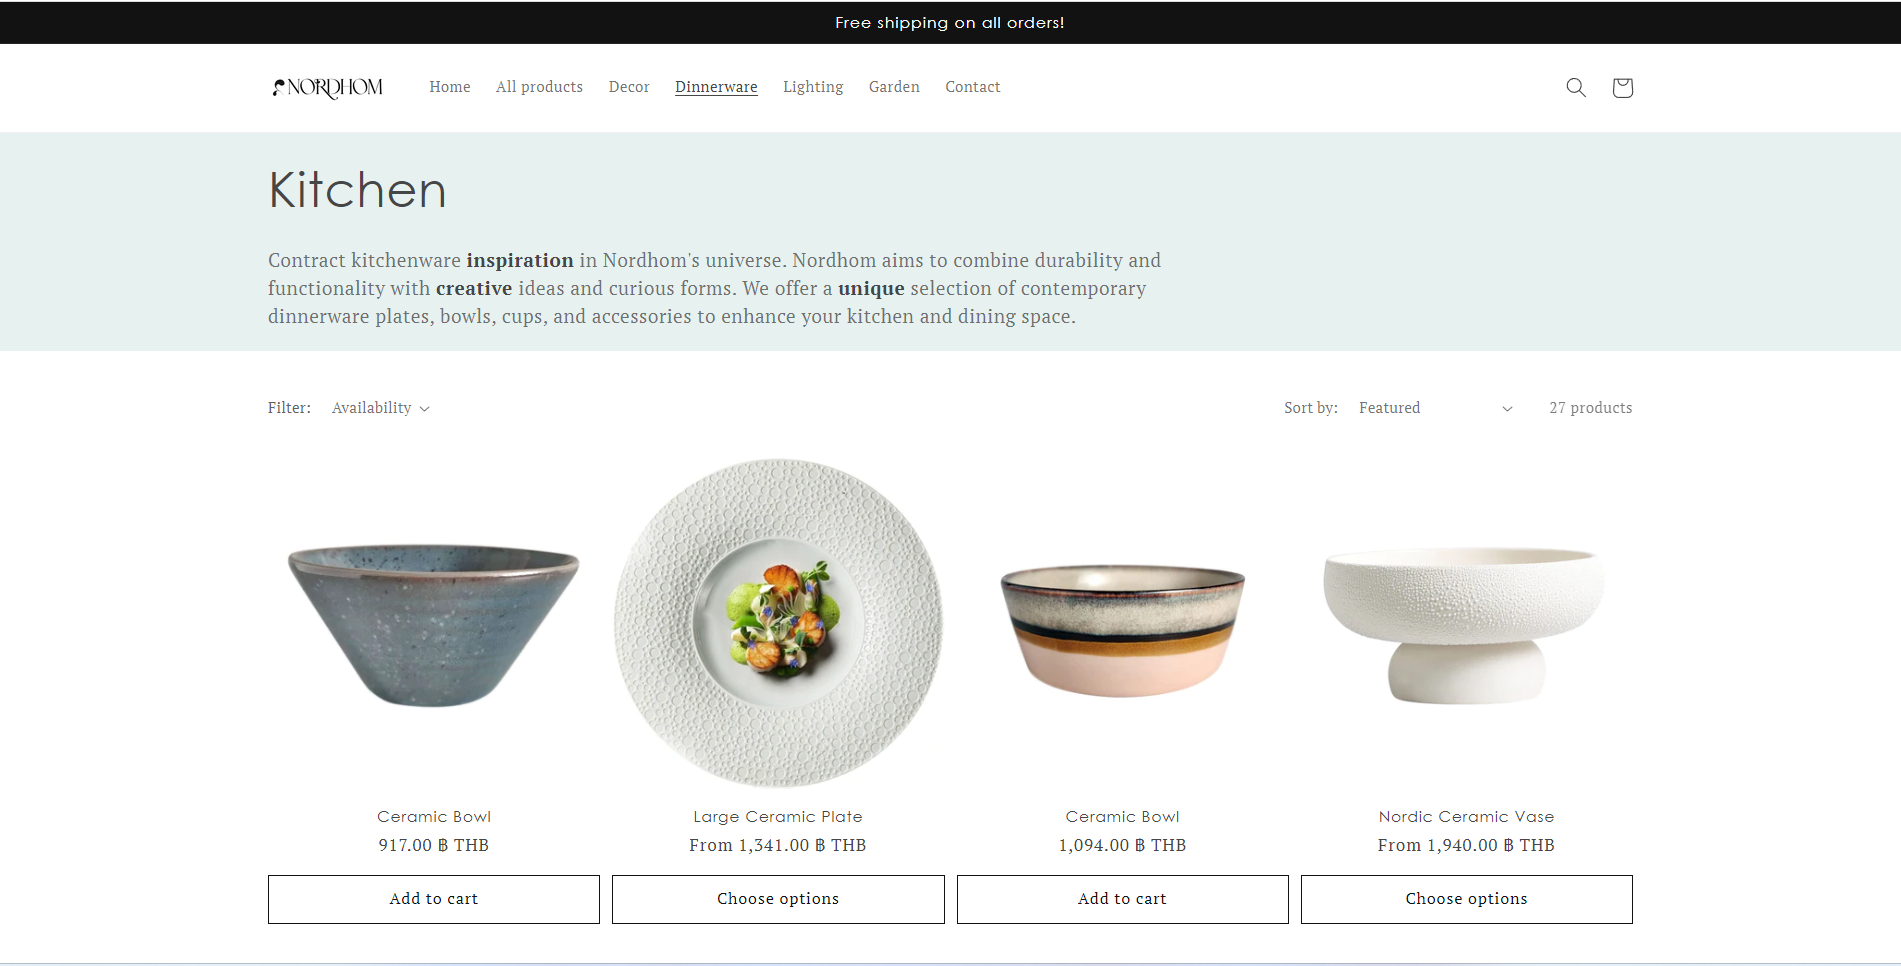 Free shipping on all orders!
NORDHOM
Home All products Decor Dinnerware Lighting Garden Contact
Kitchen
Contract kitchenware inspiration in Nordhom's universe. Nordhom aims to combine durability and
functionality with creative ideas and curious forms. We offer a unique selection of contemporary
dinnerware plates, bowls, cups, and accessories to enhance your kitchen and dining space.
Filter: Availability Sort by: Featured 27 products
Ceramic Bowl
917.00 ฿ THB
Add to cart
Large Ceramic Plate
From 1,341.00 ฿ THB
Choose options
Ceramic Bowl
1,094.00 ฿ THB
Add to cart
Nordic Ceramic Vase
From 1,940.00 ฿ THB
Choose options